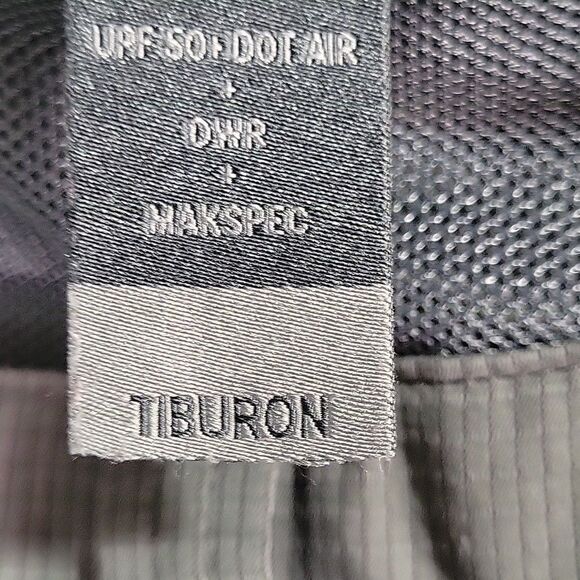 UPF 50+ DOT AIR
+
DWR
+
MAKSPEC
TIBURON